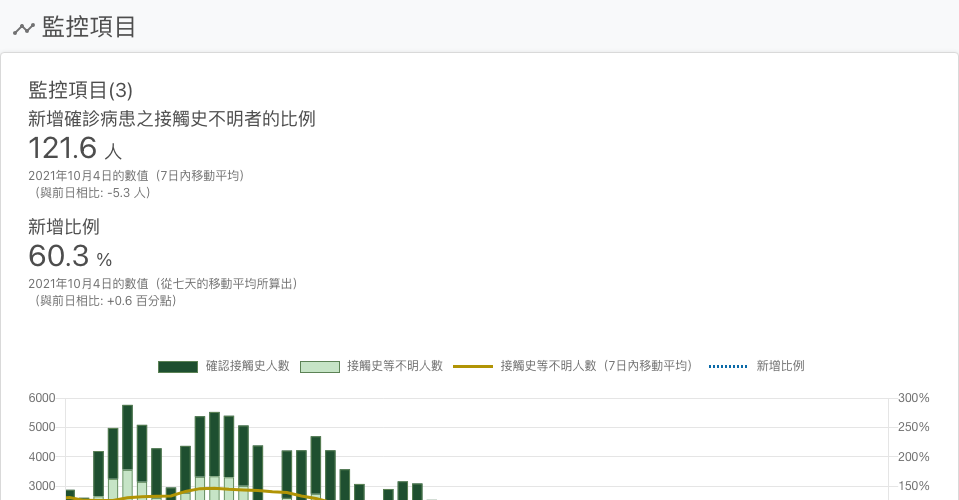 監控項目
監控項目(3)
新增確診病患之接觸史不明者的比例
121.6 人
2021年10月4日的數值（7日內移動平均）
（與前日相比: -5.3 人）
新增比例
60.3 %
2021年10月4日的數值（從七天的移動平均所算出）
（與前日相比: +0.6 百分點）
確認接觸史人數 接觸史等不明人數 接觸史等不明人數（7日內移動平均） 新增比例
6000 300%
5000 250%
4000 200%
3000 150%